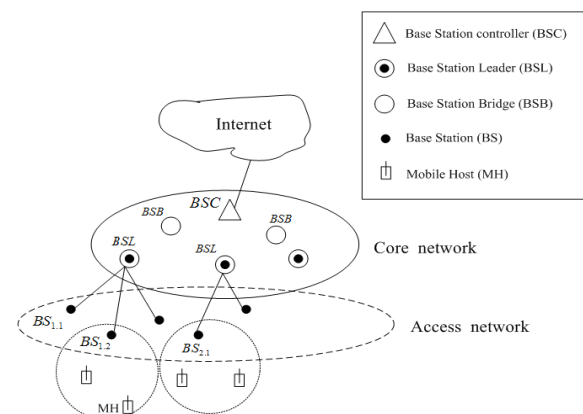 Base Station controller (BSC)
Base Station Leader (BSL)
Base Station Bridge (BSB)
Base Station (BS)
Mobile Host (MH)
Internet
BSC
BSB
BSB
BSL
BSL
Core network
BS1.1
BS1.2
BS2.1
Access network
MH